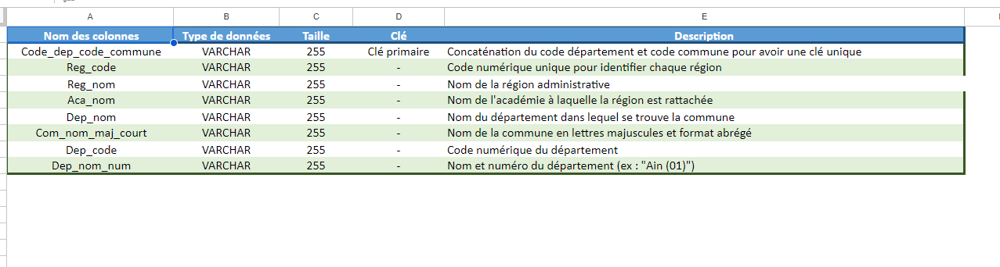 A B C D E
Nom des colonnes Type de données Taille Clé Description
Code_dep_code_commune VARCHAR 255 Clé primaire Concaténation du code département et code commune pour avoir une clé unique
Reg_code VARCHAR 255 - Code numérique unique pour identifier chaque région
Reg_nom VARCHAR 255 - Nom de la région administrative
Aca_nom VARCHAR 255 - Nom de l'académie à laquelle la région est rattachée
Dep_nom VARCHAR 255 - Nom du département dans lequel se trouve la commune
Com_nom_maj_court VARCHAR 255 - Nom de la commune en lettres majuscules et format abrégé
Dep_code VARCHAR 255 - Code numérique du département
Dep_nom_num VARCHAR 255 - Nom et numéro du département (ex : "Ain (01)")